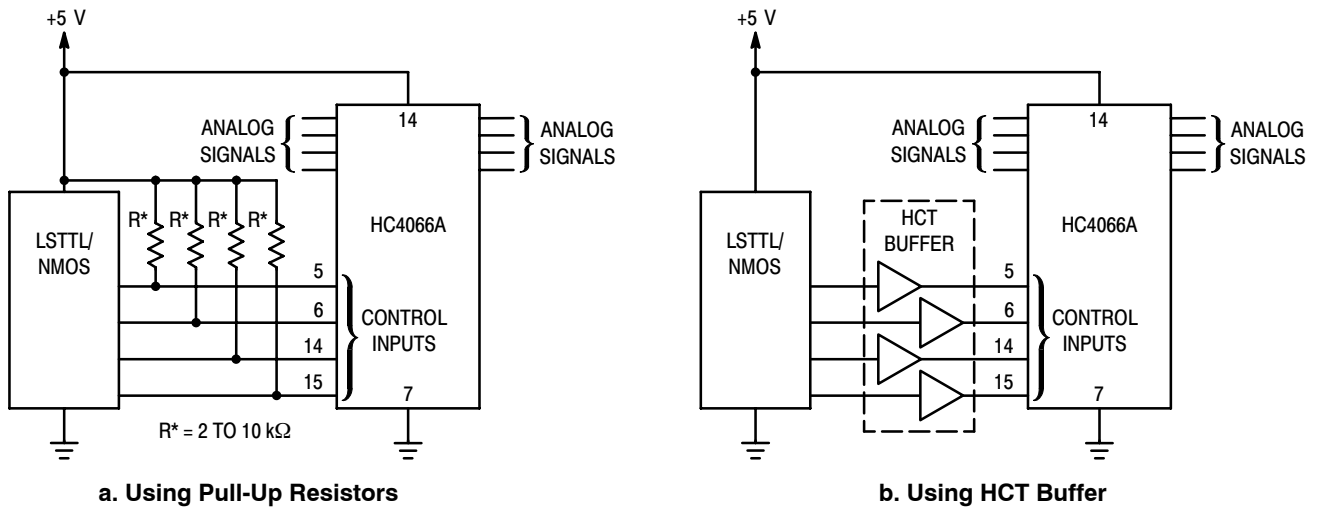 +5 V
14
ANALOG
SIGNALS
ANALOG
SIGNALS
R* R* R* R*
LSTTL/
NMOS
HC4066A
5
6
14
15
CONTROL
INPUTS
7
R* = 2 TO 10 kΩ
a. Using Pull-Up Resistors
+5 V
14
ANALOG
SIGNALS
ANALOG
SIGNALS
HCT
BUFFER
LSTTL/
NMOS
HC4066A
5
6
14
15
CONTROL
INPUTS
7
b. Using HCT Buffer